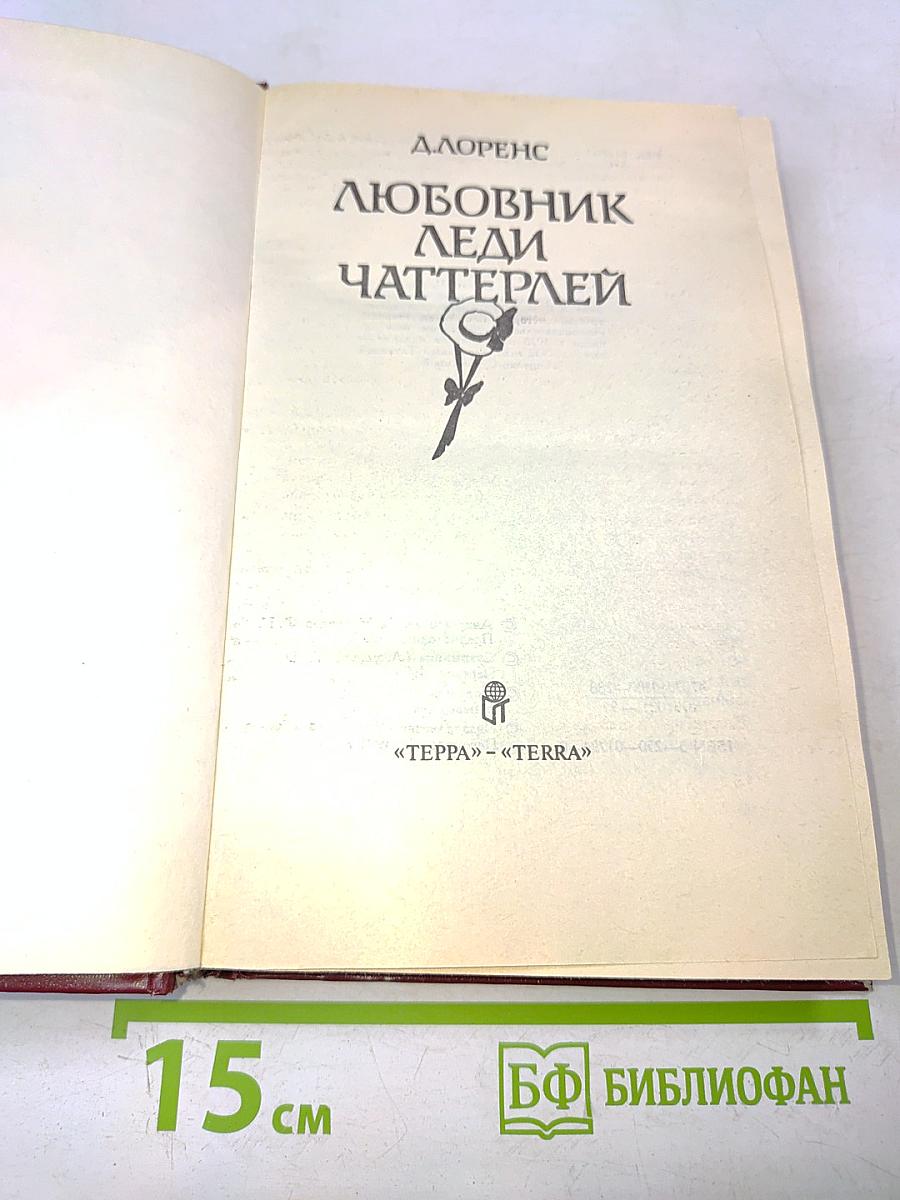 Д.ЛОРЕНС
ЛЮБОВНИК
ЛЕДИ
ЧАТТЕРЛЕЙ
«ТЕРРА» – «TERRA»
15 см
БФ БИБЛИОФАН